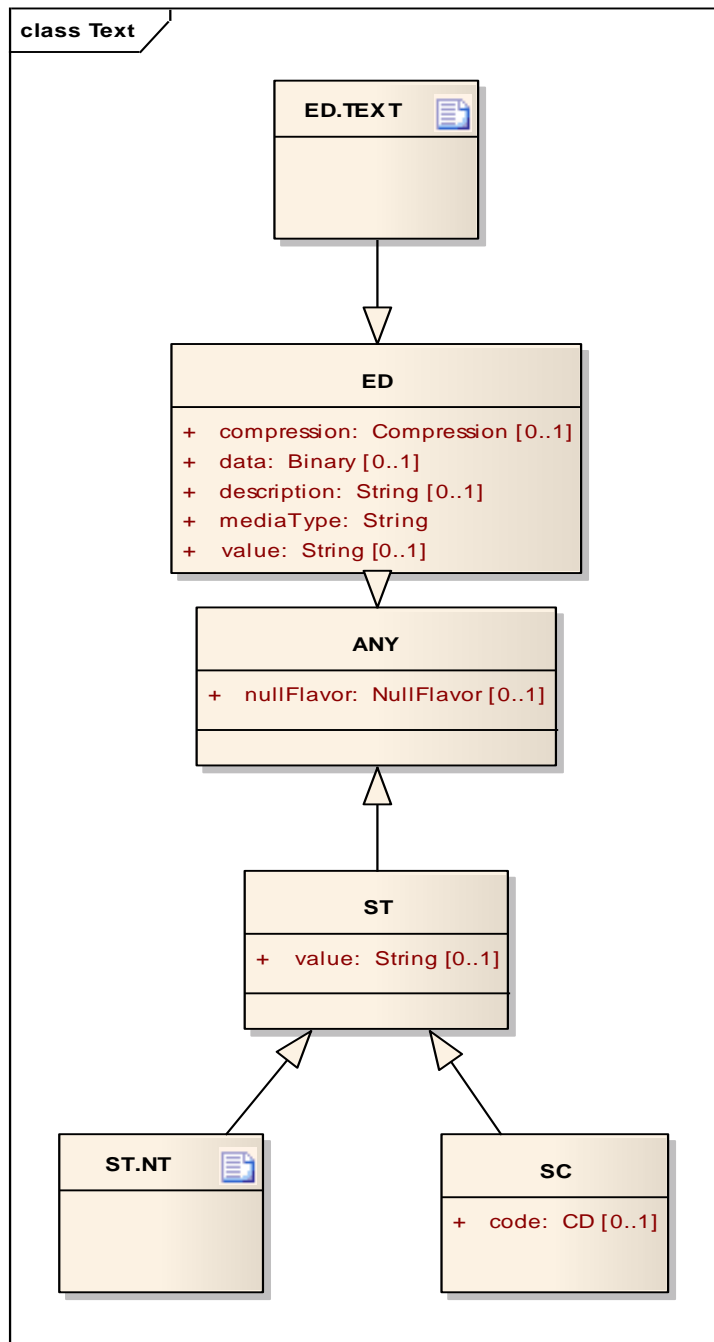 class Text
ED.TEXT
ED
+ compression: Compression [0..1]
+ data: Binary [0..1]
+ description: String [0..1]
+ mediaType: String
+ value: String [0..1]
ANY
+ nullFlavor: NullFlavor [0..1]
ST
+ value: String [0..1]
ST.NT
SC
+ code: CD [0..1]